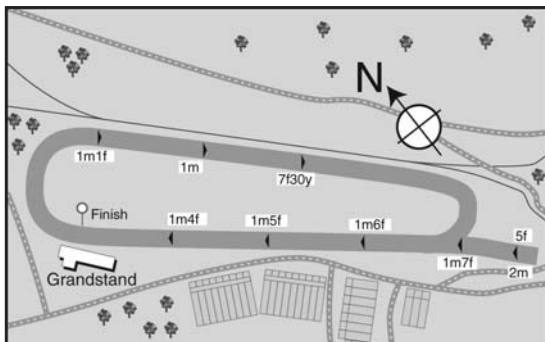 N
1m1f
1m
7f30y
Finish
1m4f
1m5f
1m6f
1m7f
5f
2m
Grandstand